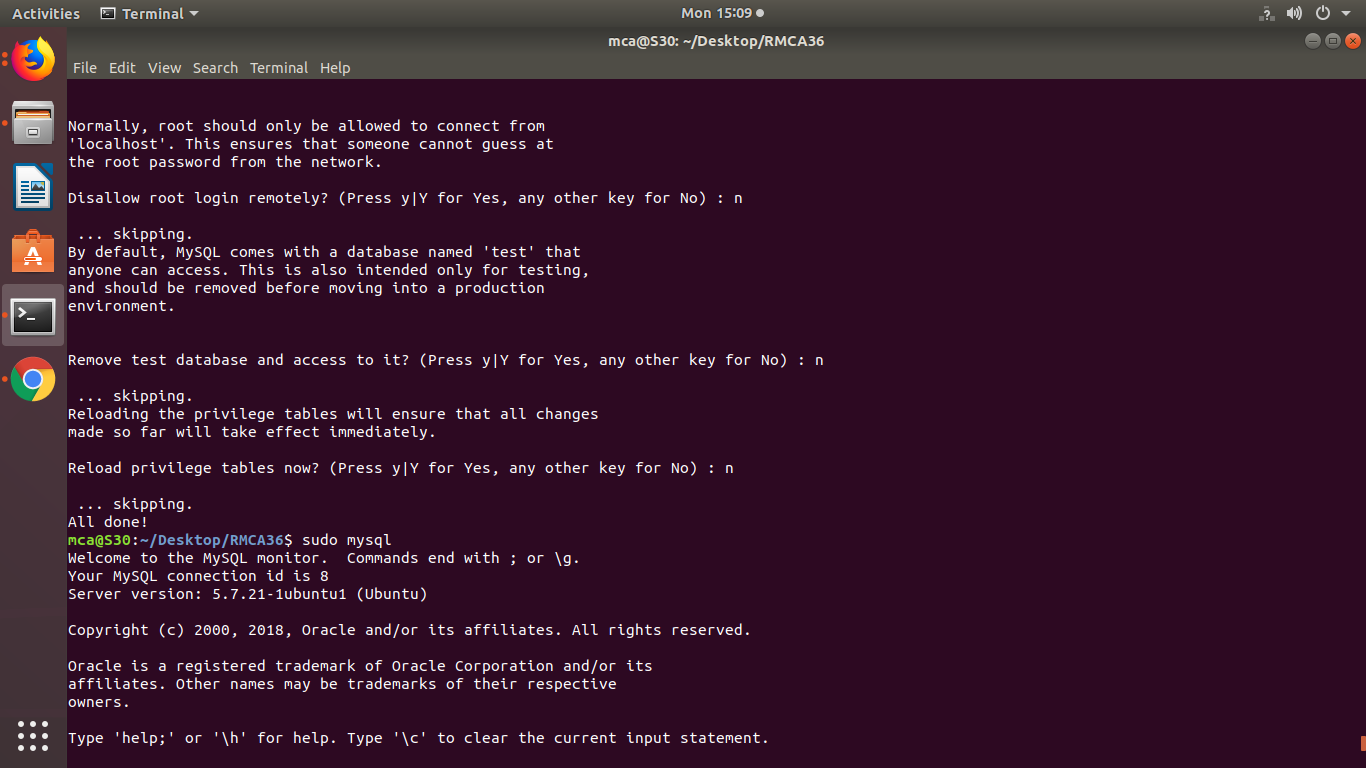 Activities Terminal Mon 15:09
mca@S30: ~/Desktop/RMCA36
File Edit View Search Terminal Help
Normally, root should only be allowed to connect from
'localhost'. This ensures that someone cannot guess at
the root password from the network.
Disallow root login remotely? (Press y|Y for Yes, any other key for No) : n
... skipping.
By default, MySQL comes with a database named 'test' that
anyone can access. This is also intended only for testing,
and should be removed before moving into a production
environment.
Remove test database and access to it? (Press y|Y for Yes, any other key for No) : n
... skipping.
Reloading the privilege tables will ensure that all changes
made so far will take effect immediately.
Reload privilege tables now? (Press y|Y for Yes, any other key for No) : n
... skipping.
All done!
mca@S30:~/Desktop/RMCA36$ sudo mysql
Welcome to the MySQL monitor.  Commands end with ; or \g.
Your MySQL connection id is 8
Server version: 5.7.21-1ubuntu1 (Ubuntu)
Copyright (c) 2000, 2018, Oracle and/or its affiliates. All rights reserved.
Oracle is a registered trademark of Oracle Corporation and/or its
affiliates. Other names may be trademarks of their respective
owners.
Type 'help;' or '\h' for help. Type '\c' to clear the current input statement.